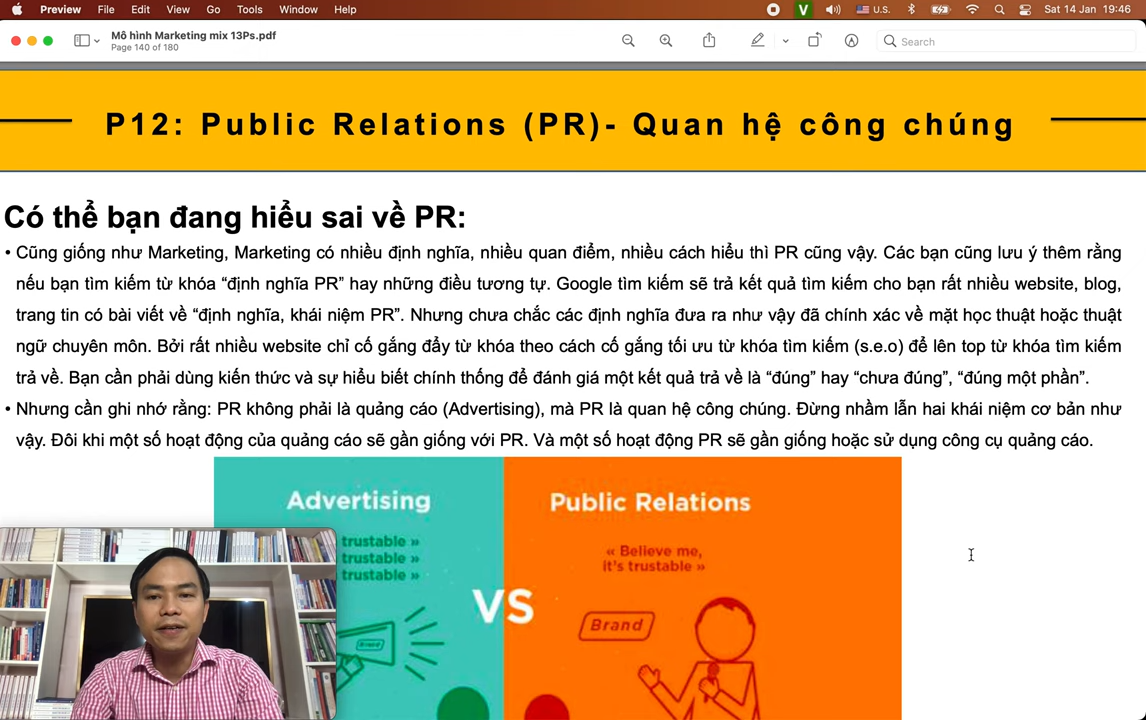 Preview File Edit View Go Tools Window Help
V U.S. Sat 14 Jan 19:46
Mô hình Marketing mix 13Ps.pdf
Page 140 of 180
Search
P12: Public Relations (PR)- Quan hệ công chúng
Có thể bạn đang hiểu sai về PR:
• Cũng giống như Marketing, Marketing có nhiều định nghĩa, nhiều quan điểm, nhiều cách hiểu thì PR cũng vậy. Các bạn cũng lưu ý thêm rằng
nếu bạn tìm kiếm từ khóa “định nghĩa PR” hay những điều tương tự. Google tìm kiếm sẽ trả kết quả tìm kiếm cho bạn rất nhiều website, blog,
trang tin có bài viết về “định nghĩa, khái niệm PR”. Nhưng chưa chắc các định nghĩa đưa ra như vậy đã chính xác về mặt học thuật hoặc thuật
ngữ chuyên môn. Bởi rất nhiều website chỉ cố gắng đẩy từ khóa theo cách cố gắng tối ưu từ khóa tìm kiếm (s.e.o) để lên top từ khóa tìm kiếm
trả về. Bạn cần phải dùng kiến thức và sự hiểu biết chính thống để đánh giá một kết quả trả về là “đúng” hay “chưa đúng”, “đúng một phần”.
• Nhưng cần ghi nhớ rằng: PR không phải là quảng cáo (Advertising), mà PR là quan hệ công chúng. Đừng nhầm lẫn hai khái niệm cơ bản như
vậy. Đôi khi một số hoạt động của quảng cáo sẽ gần giống với PR. Và một số hoạt động PR sẽ gần giống hoặc sử dụng công cụ quảng cáo.
Advertising
trustable »
trustable »
trustable »
Brand
VS
Public Relations
« Believe me,
it's trustable »
Brand